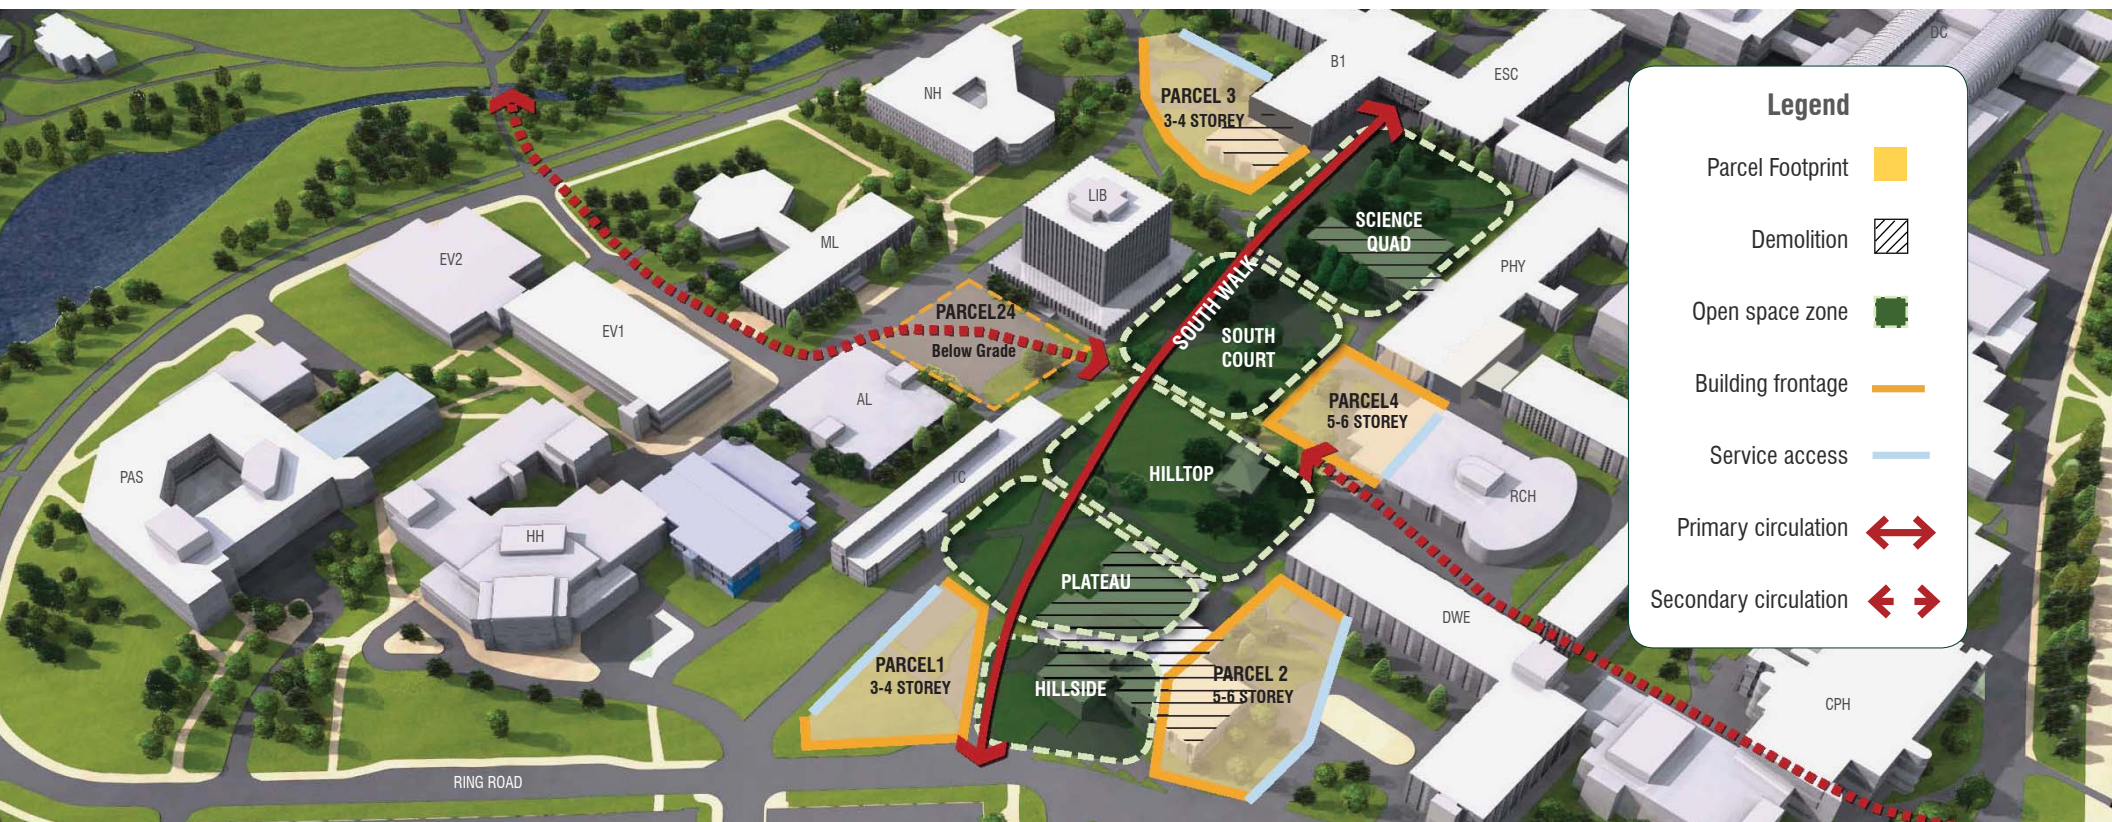 DC
B1
ESC
NH
PARCEL 3
3-4 STOREY
LIB
ML
SCIENCE
QUAD
PHY
EV2
EV1
SOUTH WALK
PARCEL24
Below Grade
SOUTH
COURT
AL
PARCEL4
5-6 STOREY
PAS
TC
HILLTOP
RCH
HH
PLATEAU
DWE
PARCEL1
3-4 STOREY
HILLSIDE
PARCEL 2
5-6 STOREY
CPH
RING ROAD
Legend
Parcel Footprint
Demolition
Open space zone
Building frontage
Service access
Primary circulation
Secondary circulation